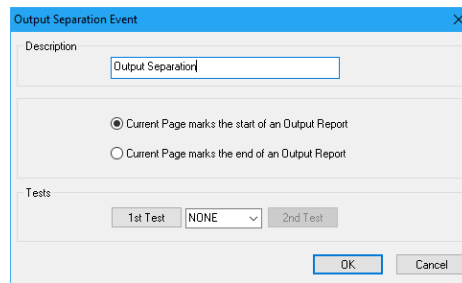 Output Separation Event
Description
Output Separation
Current Page marks the start of an Output Report
Current Page marks the end of an Output Report
Tests
1st Test NONE 2nd Test
OK Cancel